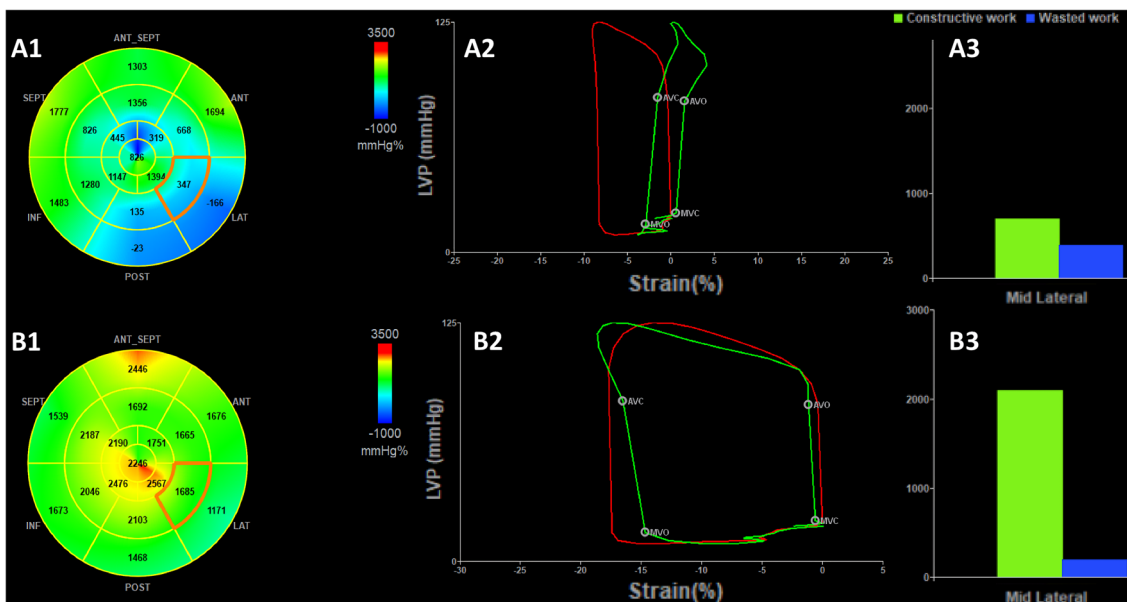 Constructive work Wasted work
A1
ANT_SEPT
SEPT
ANT
INF
LAT
POST
1303
1777
1694
1356
826
668
445
319
826
1147
1394
1280
347
1483
-166
135
-23
3500
-1000
mmHg%
A2
125
0
LVP (mmHg)
AVC
AVO
MVO
MVC
-25 -20 -15 -10 -5 0 5 10 15 20 25
Strain(%)
A3
2000
1000
0
Mid Lateral
B1
ANT_SEPT
SEPT
ANT
INF
LAT
POST
2446
1539
1676
1692
2187
1665
2190
1751
2246
2476
2567
2046
1685
1673
1171
2103
1468
3500
-1000
mmHg%
B2
125
0
LVP (mmHg)
AVC
AVO
MVO
MVC
-30 -25 -20 -15 -10 -5 0 5
Strain(%)
B3
3000
2000
1000
0
Mid Lateral